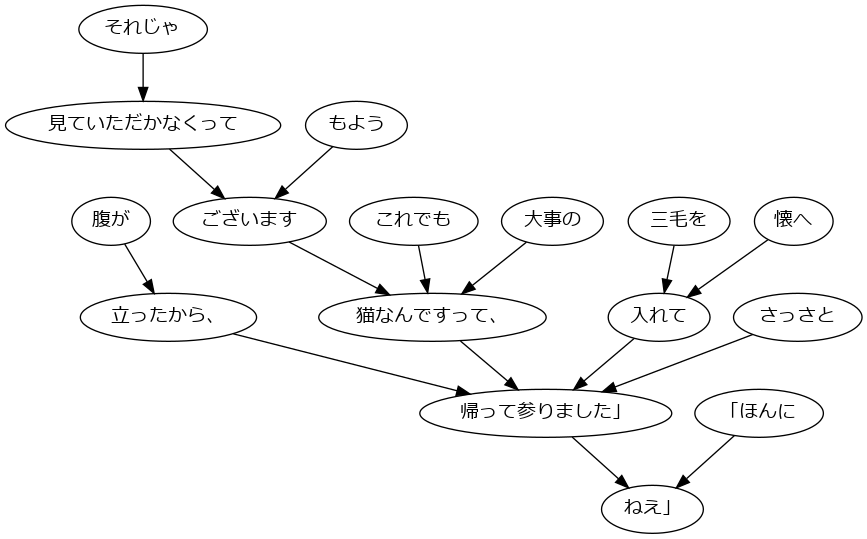 それじゃ
見ていただかなくって
もよう
腹が
ございます
これでも
大事の
三毛を
懐へ
立ったから、
猫なんですって、
入れて
さっさと
帰って参りました」
「ほんに
ねえ」